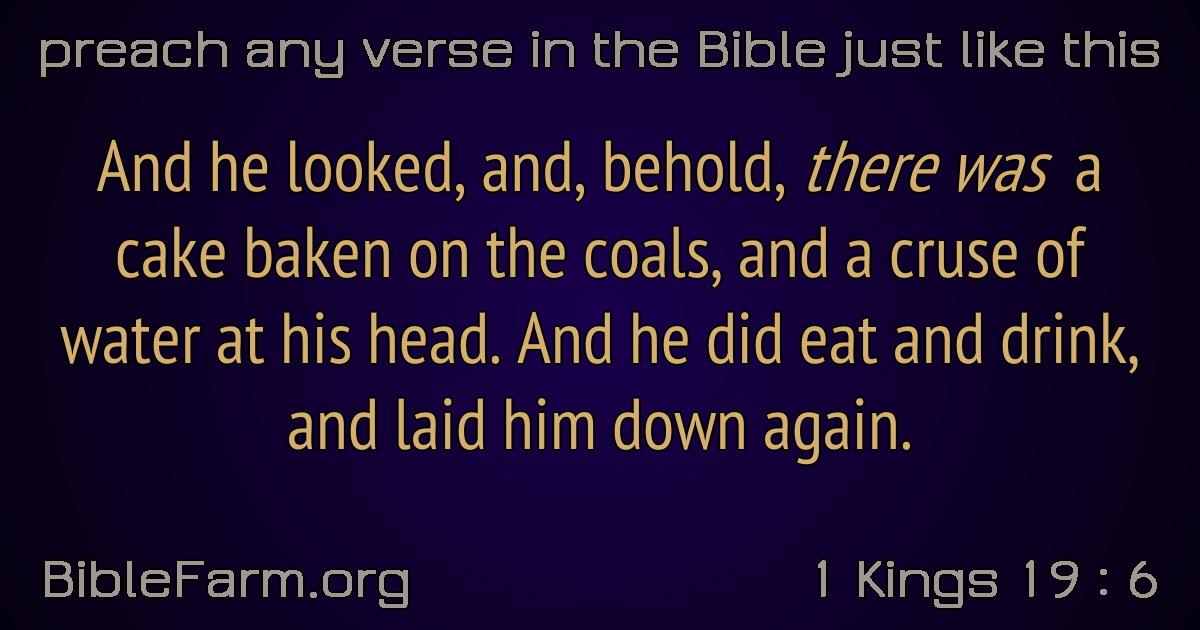 preach any verse in the Bible just like this
And he looked, and, behold, there was a
cake baken on the coals, and a cruse of
water at his head. And he did eat and drink,
and laid him down again.
BibleFarm.org
1 Kings 19 : 6